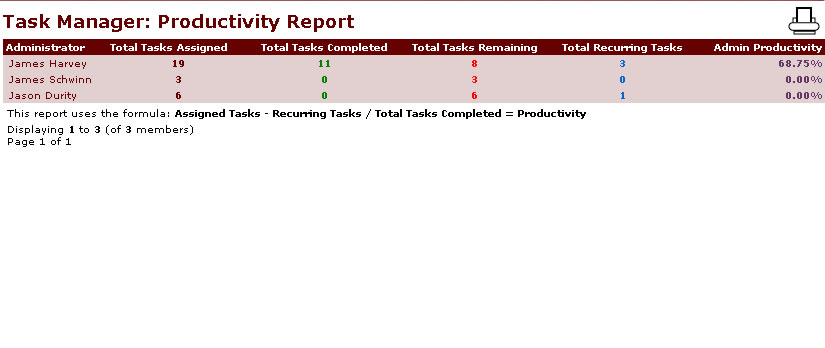 Task Manager: Productivity Report
Administrator Total Tasks Assigned Total Tasks Completed Total Tasks Remaining Total Recurring Tasks Admin Productivity
James Harvey 19 11 8 3 68.75%
James Schwinn 3 0 3 0 0.00%
Jason Durity 6 0 6 1 0.00%
This report uses the formula: Assigned Tasks - Recurring Tasks / Total Tasks Completed = Productivity
Displaying 1 to 3 (of 3 members)
Page 1 of 1